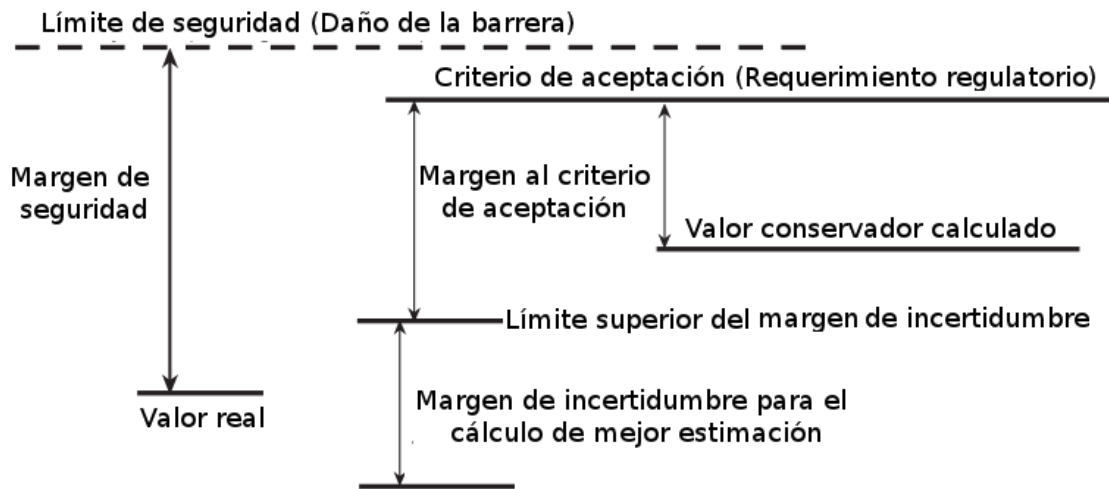 Límite de seguridad (Daño de la barrera)
Criterio de aceptación (Requerimiento regulatorio)
Margen de
seguridad
Margen al criterio
de aceptación
Valor conservador calculado
Límite superior del margen de incertidumbre
Valor real
Margen de incertidumbre para el
cálculo de mejor estimación